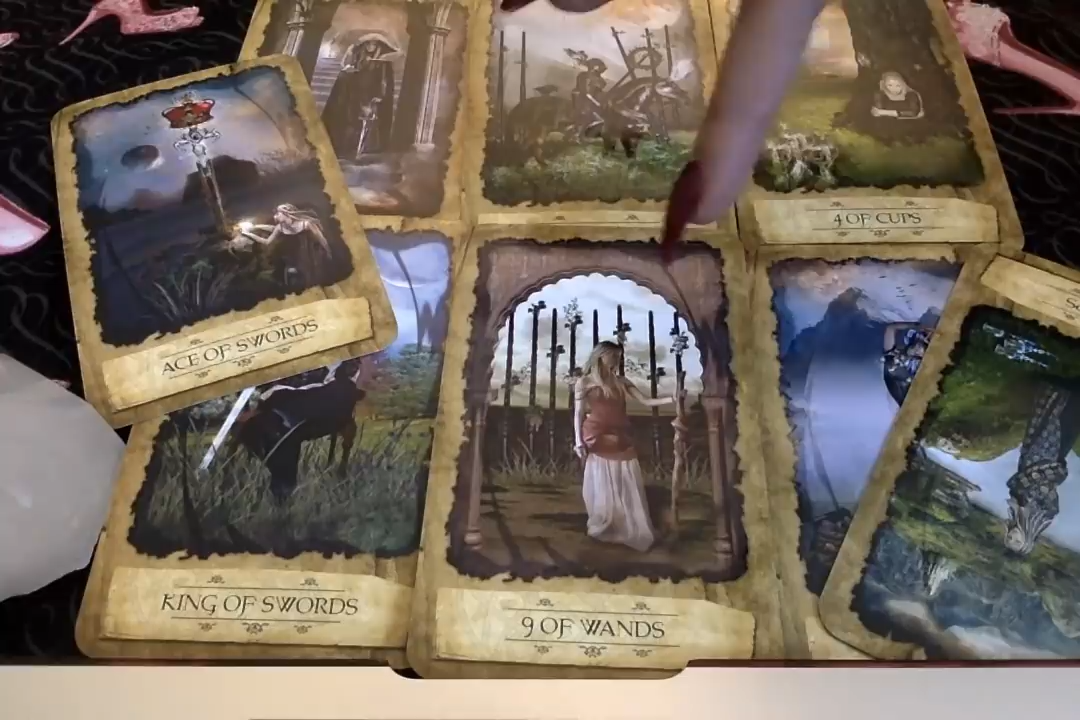 4 OF CUPS
ACE OF SWORDS
KING OF SWORDS
9 OF WANDS